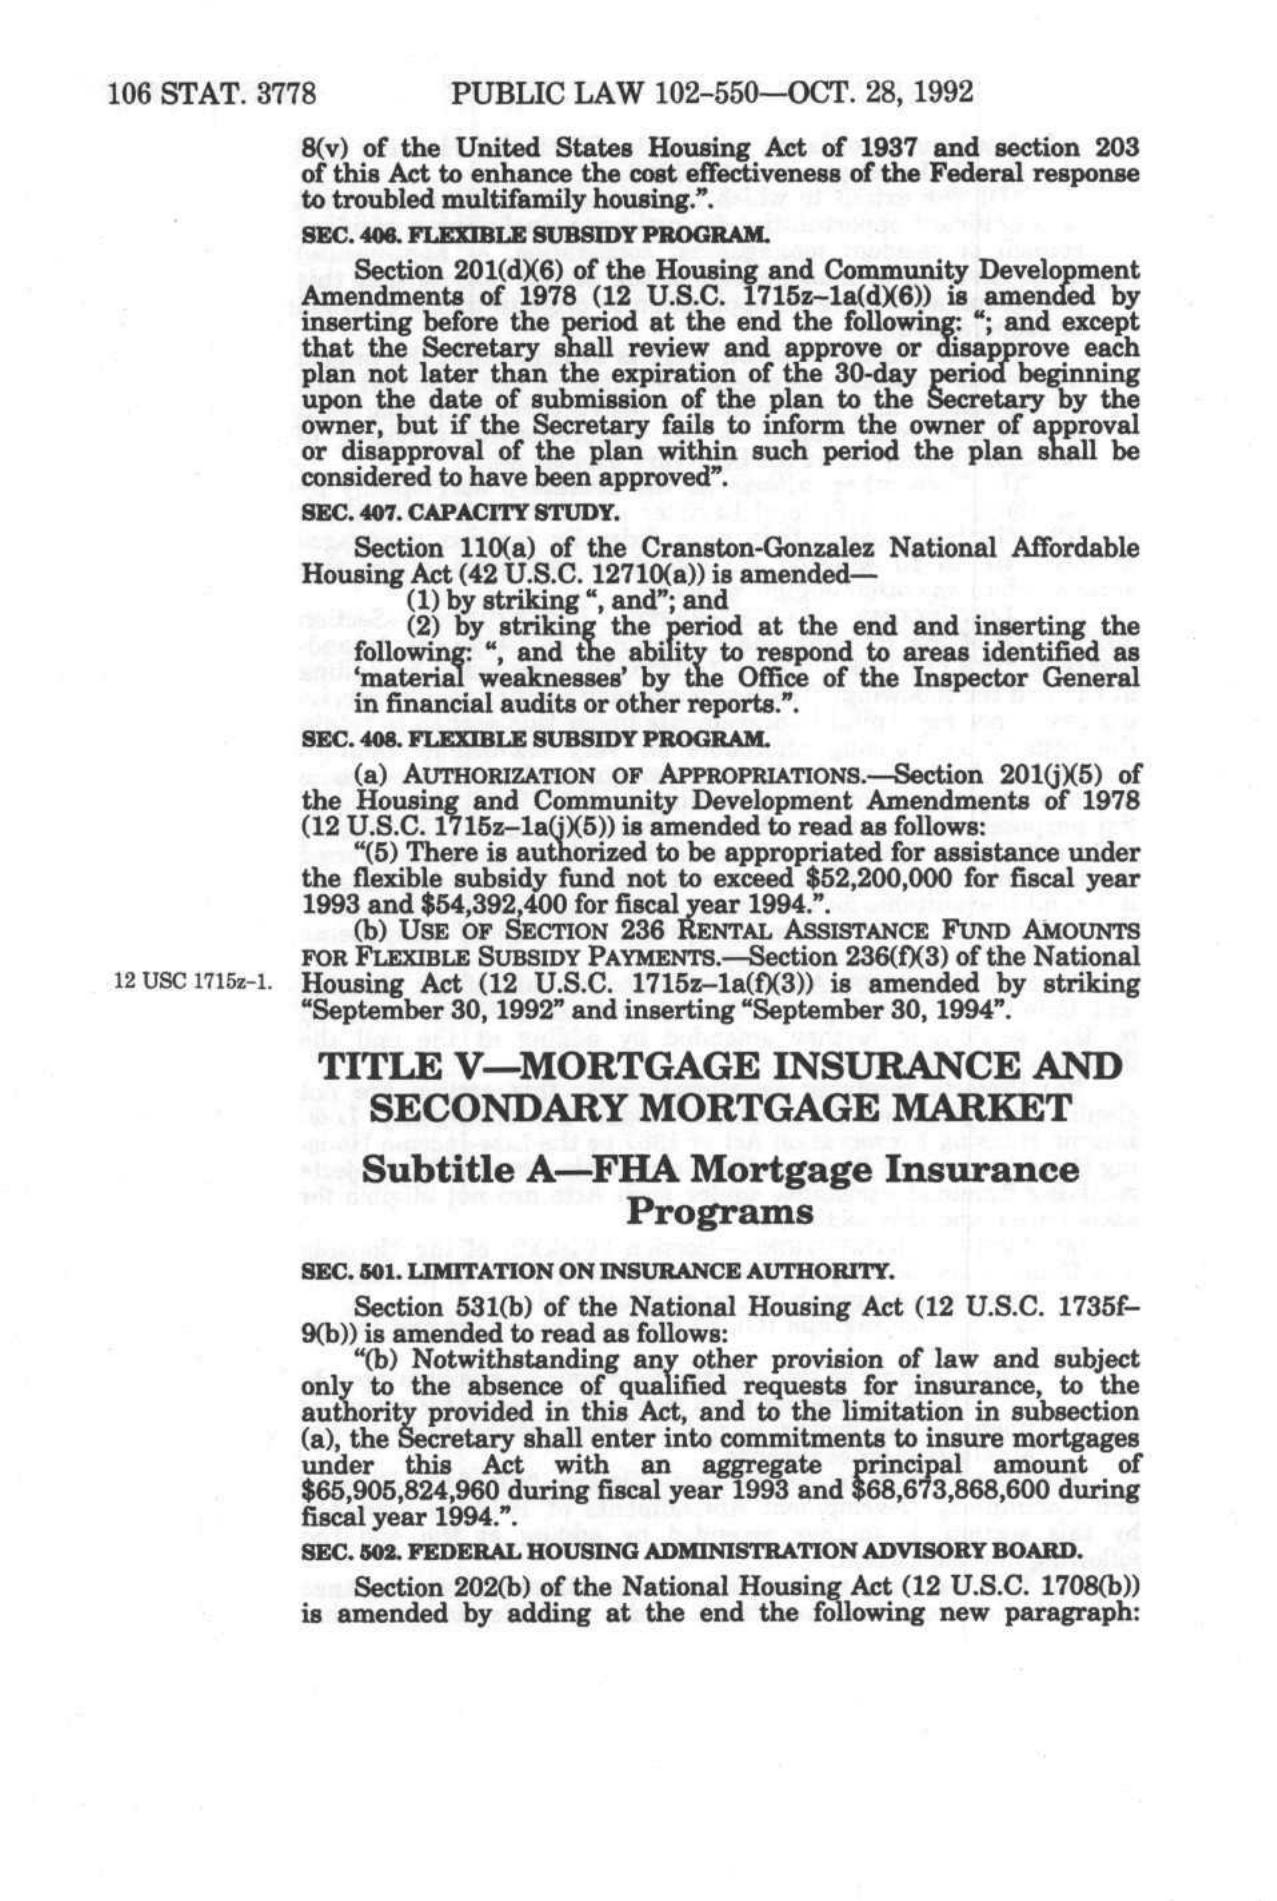 106 STAT. 3778 PUBLIC LAW 102–550—OCT. 28, 1992
8(v) of the United States Housing Act of 1937 and section 203
of this Act to enhance the cost effectiveness of the Federal response
to troubled multifamily housing.”.
SEC. 406. FLEXIBLE SUBSIDY PROGRAM.
Section 201(d)(6) of the Housing and Community Development
Amendments of 1978 (12 U.S.C. 1715z–1a(d)(6)) is amended by
inserting before the period at the end the following: “; and except
that the Secretary shall review and approve or disapprove each
plan not later than the expiration of the 30-day period beginning
upon the date of submission of the plan to the Secretary by the
owner, but if the Secretary fails to inform the owner of approval
or disapproval of the plan within such period the plan shall be
considered to have been approved”.
SEC. 407. CAPACITY STUDY.
Section 110(a) of the Cranston-Gonzalez National Affordable
Housing Act (42 U.S.C. 12710(a)) is amended—
(1) by striking “, and”; and
(2) by striking the period at the end and inserting the
following: “, and the ability to respond to areas identified as
‘material weaknesses’ by the Office of the Inspector General
in financial audits or other reports.”.
SEC. 408. FLEXIBLE SUBSIDY PROGRAM.
(a) AUTHORIZATION OF APPROPRIATIONS.—Section 201(j)(5) of
the Housing and Community Development Amendments of 1978
(12 U.S.C. 1715z–1a(j)(5)) is amended to read as follows:
“(5) There is authorized to be appropriated for assistance under
the flexible subsidy fund not to exceed $52,200,000 for fiscal year
1993 and $54,392,400 for fiscal year 1994.”.
(b) USE OF SECTION 236 RENTAL ASSISTANCE FUND AMOUNTS
FOR FLEXIBLE SUBSIDY PAYMENTS.—Section 236(f)(3) of the National
12 USC 1715z–1. Housing Act (12 U.S.C. 1715z–1a(f)(3)) is amended by striking
“September 30, 1992” and inserting “September 30, 1994”.
TITLE V—MORTGAGE INSURANCE AND
SECONDARY MORTGAGE MARKET
Subtitle A—FHA Mortgage Insurance
Programs
SEC. 501. LIMITATION ON INSURANCE AUTHORITY.
Section 531(b) of the National Housing Act (12 U.S.C. 1735f–
9(b)) is amended to read as follows:
“(b) Notwithstanding any other provision of law and subject
only to the absence of qualified requests for insurance, to the
authority provided in this Act, and to the limitation in subsection
(a), the Secretary shall enter into commitments to insure mortgages
under this Act with an aggregate principal amount of
$65,905,824,960 during fiscal year 1993 and $68,673,868,600 during
fiscal year 1994.”.
SEC. 502. FEDERAL HOUSING ADMINISTRATION ADVISORY BOARD.
Section 202(b) of the National Housing Act (12 U.S.C. 1708(b))
is amended by adding at the end the following new paragraph: